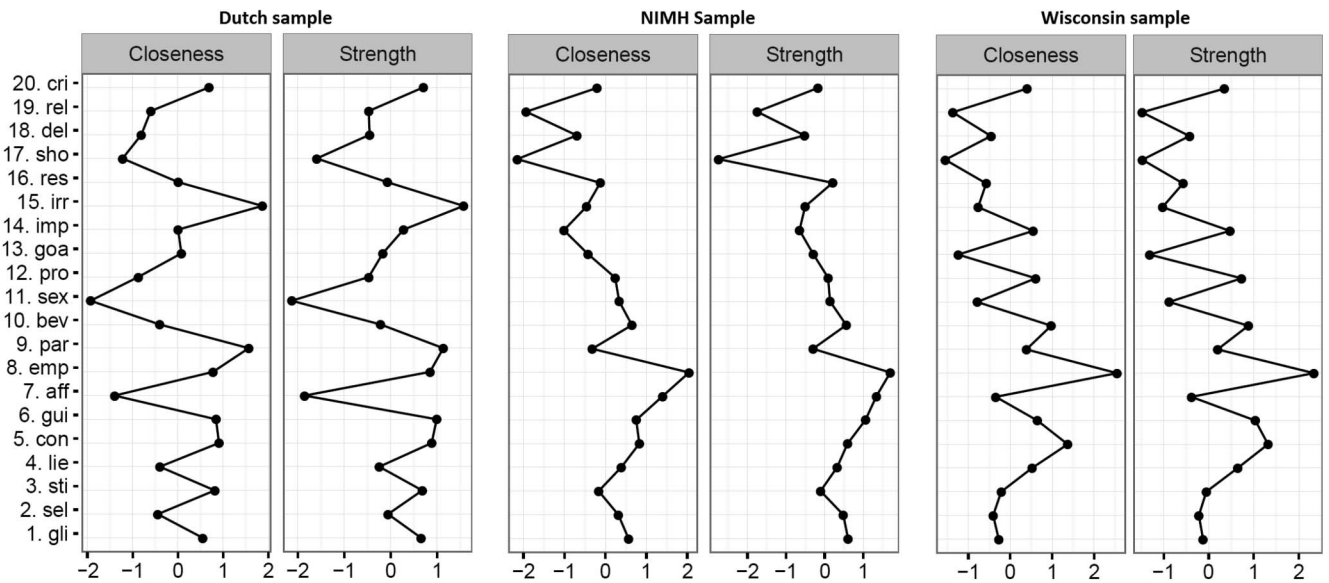 Dutch sample
NIMH Sample
Wisconsin sample
Closeness
Strength
Closeness
Strength
Closeness
Strength
20. cri
19. rel
18. del
17. sho
16. res
15. irr
14. imp
13. goa
12. pro
11. sex
10. bev
9. par
8. emp
7. aff
6. gui
5. con
4. lie
3. sti
2. sel
1. gli
−2 −1 0 1 2
−2 −1 0 1
−2 −1 0 1 2
−2 −1 0 1
−1 0 1 2
−1 0 1 2